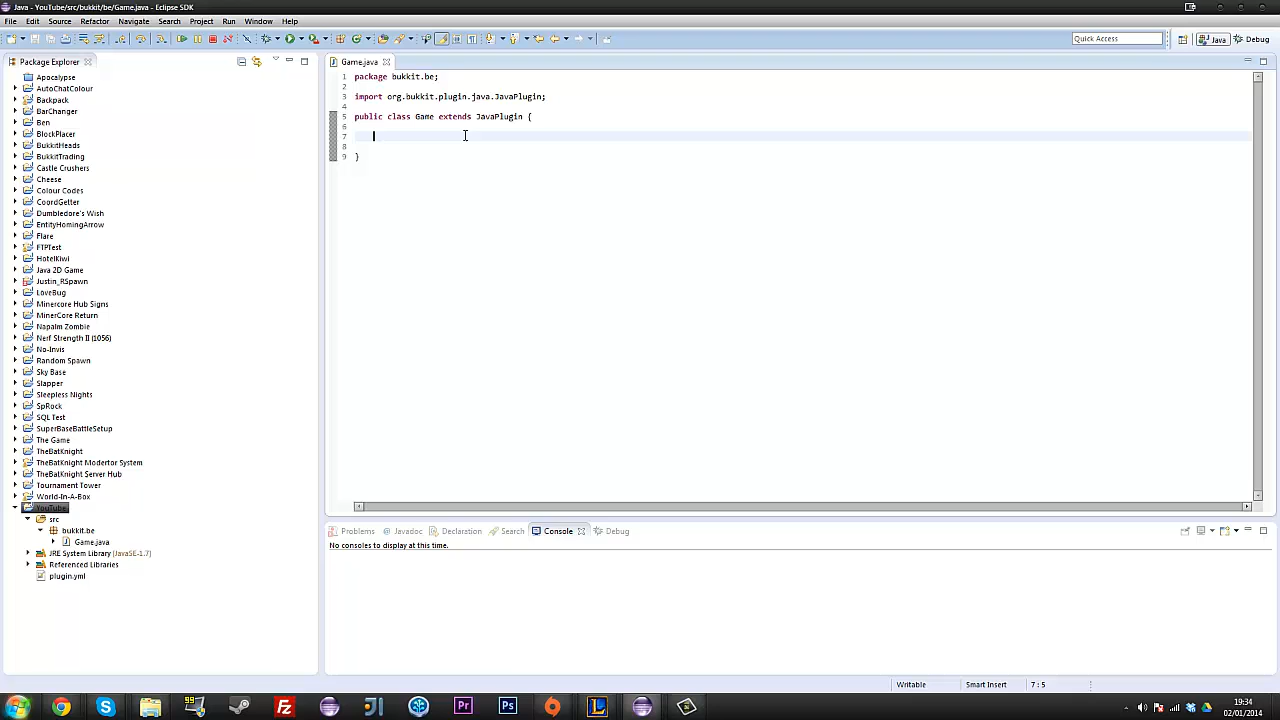 Java - YouTube/src/bukkit/be/Game.java - Eclipse SDK
File Edit Source Refactor Navigate Search Project Run Window Help
Quick Access Java Debug
Package Explorer
Game.java
Apocalypse
AutoChatColour
Backpack
BarChanger
Ben
BlockPlacer
BukkitHeads
BukkitTrading
Castle Crushers
Cheese
Colour Codes
CoordGetter
Dumbledore's Wish
EntityHomingArrow
Flare
FTPTest
HotelKiwi
Java 2D Game
Justin_RSpawn
LoveBug
Minercore Hub Signs
MinerCore Return
Napalm Zombie
Nerf Strength II (1056)
No-Invis
Random Spawn
Sky Base
Slapper
Sleepless Nights
SpRock
SQL Test
SuperBaseBattleSetup
The Game
TheBatKnight
TheBatKnight Modertor System
TheBatKnight Server Hub
Tournament Tower
World-In-A-Box
YouTube
src
bukkit.be
Game.java
JRE System Library [JavaSE-1.7]
Referenced Libraries
plugin.yml
1 package bukkit.be;
2
3 import org.bukkit.plugin.java.JavaPlugin;
4
5 public class Game extends JavaPlugin {
6
7
8
9 }
Problems @ Javadoc Declaration Search Console Debug
No consoles to display at this time.
Writable Smart Insert 7 : 5
19:34
02/01/2014